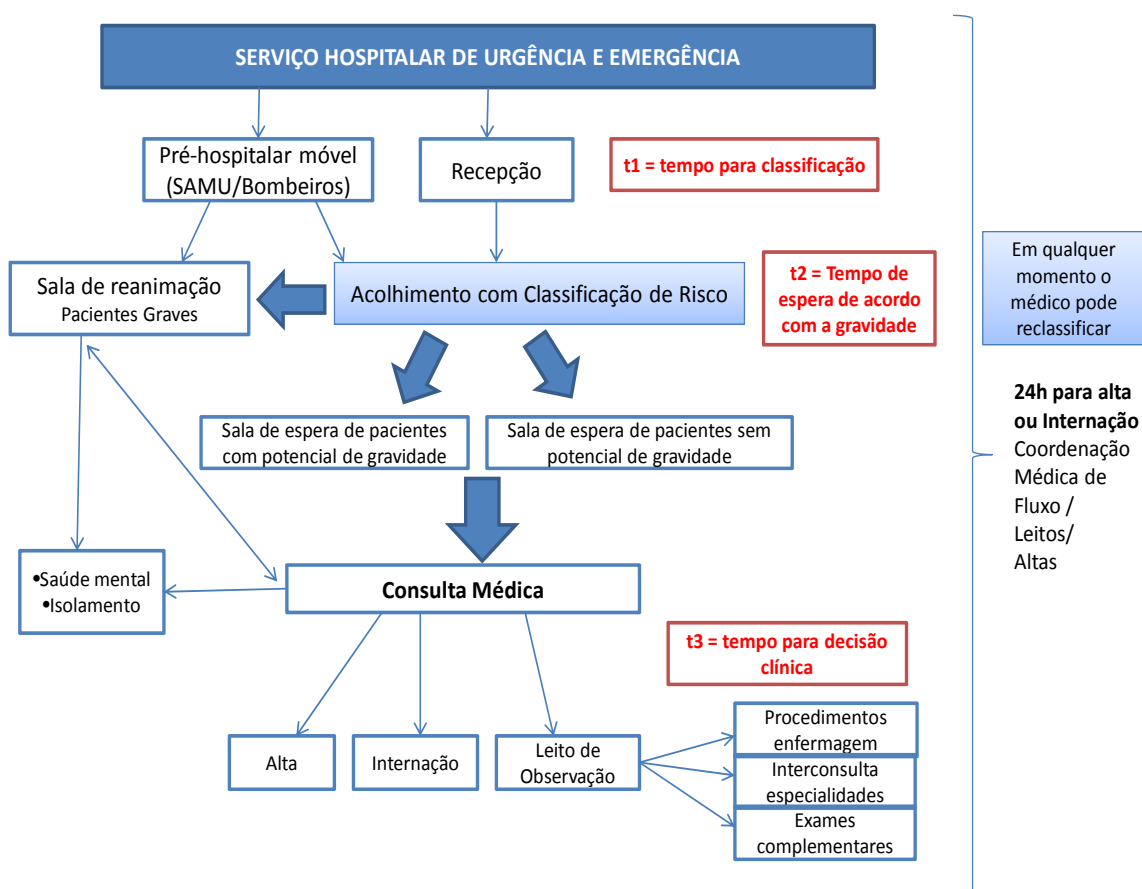 SERVIÇO HOSPITALAR DE URGÊNCIA E EMERGÊNCIA
Pré-hospitalar móvel
(SAMU/Bombeiros)
Recepção
t1 = tempo para classificação
Sala de reanimação
Pacientes Graves
Acolhimento com Classificação de Risco
t2 = Tempo de
espera de acordo
com a gravidade
Em qualquer
momento o
médico pode
reclassificar
24h para alta
ou Internação
Coordenação
Médica de
Fluxo /
Leitos/
Altas
Sala de espera de pacientes
com potencial de gravidade
Sala de espera de pacientes sem
potencial de gravidade
•Saúde mental
•Isolamento
Consulta Médica
t3 = tempo para decisão
clínica
Alta
Internação
Leito de
Observação
Procedimentos
enfermagem
Interconsulta
especialidades
Exames
complementares